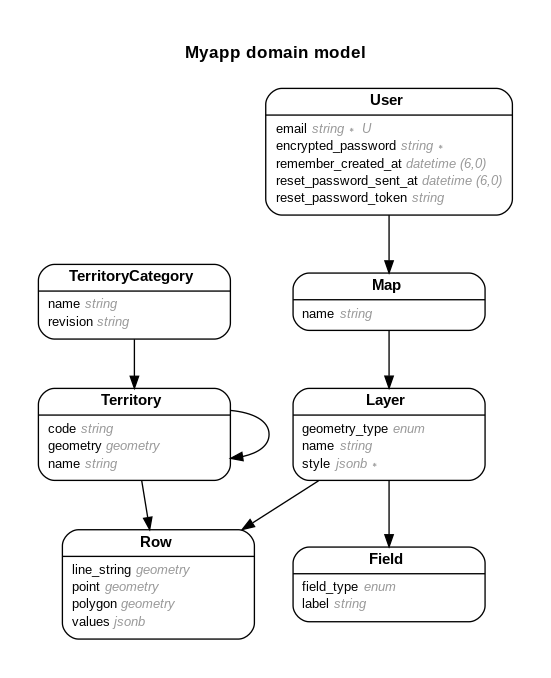 Myapp domain model
User
email string ∗ U
encrypted_password string ∗
remember_created_at datetime (6,0)
reset_password_sent_at datetime (6,0)
reset_password_token string
TerritoryCategory
name string
revision string
Map
name string
Territory
code string
geometry geometry
name string
Layer
geometry_type enum
name string
style jsonb ∗
Row
line_string geometry
point geometry
polygon geometry
values jsonb
Field
field_type enum
label string